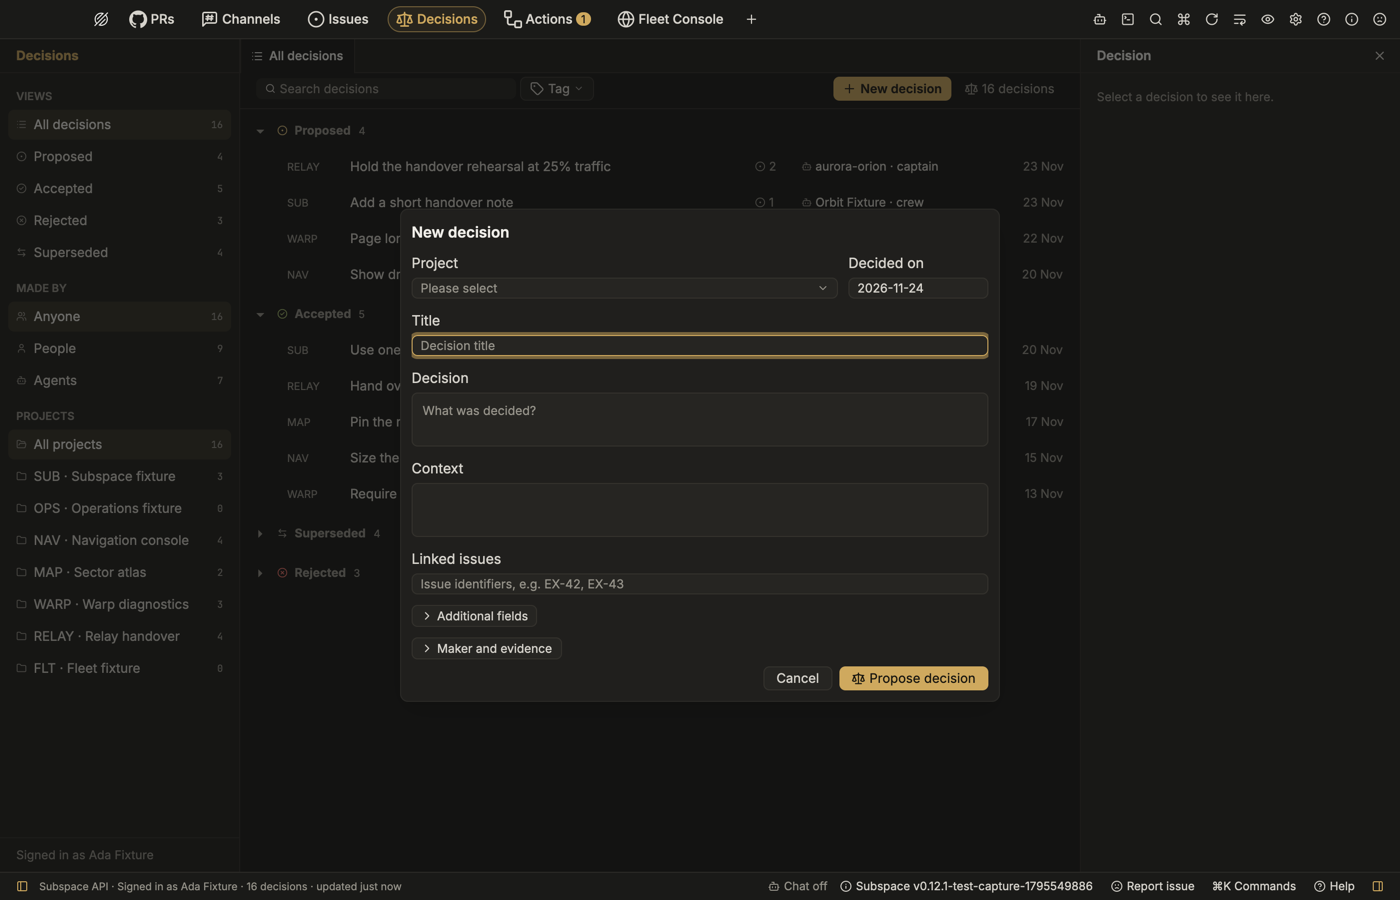 PRs
Channels
Issues
Decisions
Actions 1
Fleet Console
Decisions
All decisions
Decision
Search decisions
Tag
New decision
16 decisions
Select a decision to see it here.
VIEWS
All decisions 16
Proposed 4
Accepted 5
Rejected 3
Superseded 4
MADE BY
Anyone 16
People 9
Agents 7
PROJECTS
All projects 16
SUB · Subspace fixture 3
OPS · Operations fixture 0
NAV · Navigation console 4
MAP · Sector atlas 2
WARP · Warp diagnostics 3
RELAY · Relay handover 4
FLT · Fleet fixture 0
Signed in as Ada Fixture
Proposed 4
RELAY Hold the handover rehearsal at 25% traffic 2 aurora-orion · captain 23 Nov
SUB Add a short handover note 1 Orbit Fixture · crew 23 Nov
WARP Page 22 Nov
NAV Show 20 Nov
Accepted 5
SUB Use one 20 Nov
RELAY Hand 19 Nov
MAP Pin the 17 Nov
NAV Size the 15 Nov
WARP Require 13 Nov
Superseded 4
Rejected 3
New decision
Project
Please select
Decided on
2026-11-24
Title
Decision title
Decision
What was decided?
Context
Linked issues
Issue identifiers, e.g. EX-42, EX-43
Additional fields
Maker and evidence
Cancel
Propose decision
Subspace API · Signed in as Ada Fixture · 16 decisions · updated just now
Chat off
Subspace v0.12.1-test-capture-1795549886
Report issue
⌘K Commands
Help